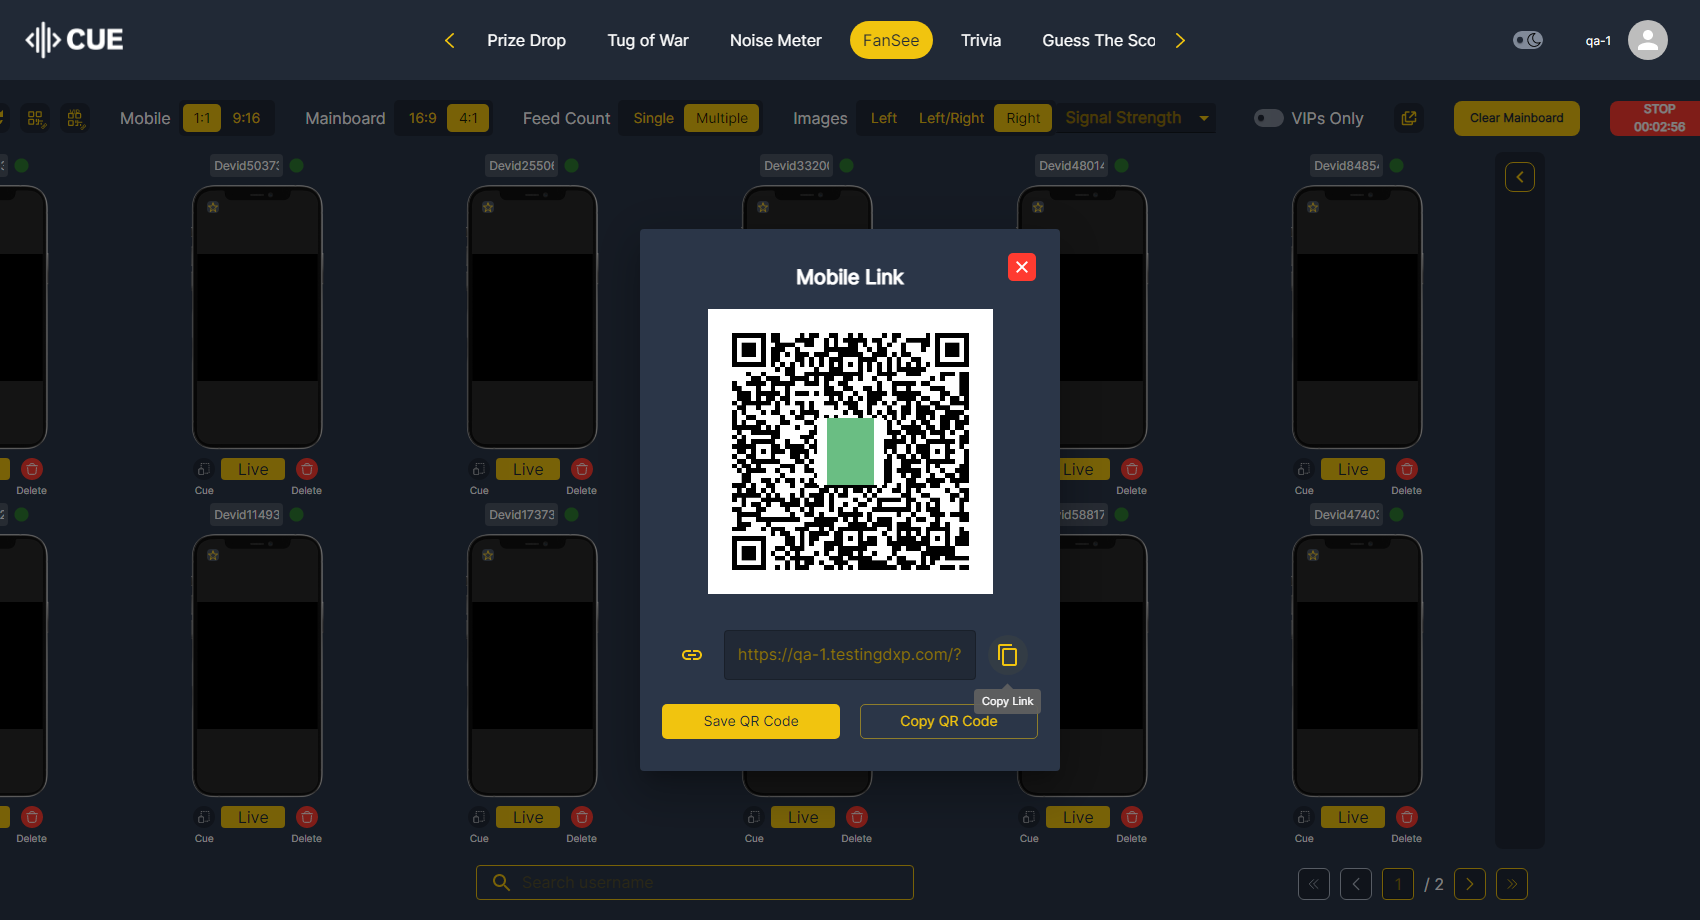 CUE
Prize Drop
Tug of War
Noise Meter
FanSee
Trivia
Guess The Sco
qa-1
Mobile
1:1
9:16
Mainboard
16:9
4:1
Feed Count
Single
Multiple
Images
Left
Left/Right
Right
Signal Strength
VIPs Only
Clear Mainboard
STOP
00:02:56
Devid50373
Devid25506
Devid3320
Devid48014
Devid8485
Mobile Link
https://qa-1.testingdxp.com/?
Copy Link
Save QR Code
Copy QR Code
Delete
Cue
Live
Delete
Cue
Live
Delete
Live
Delete
Cue
Live
Delete
Devid11493
Devid17373
vid58817
Devid4740
Delete
Cue
Live
Delete
Cue
Live
Delete
Cue
Live
Delete
Cue
Live
Delete
Cue
Live
Delete
Search username
1
/ 2